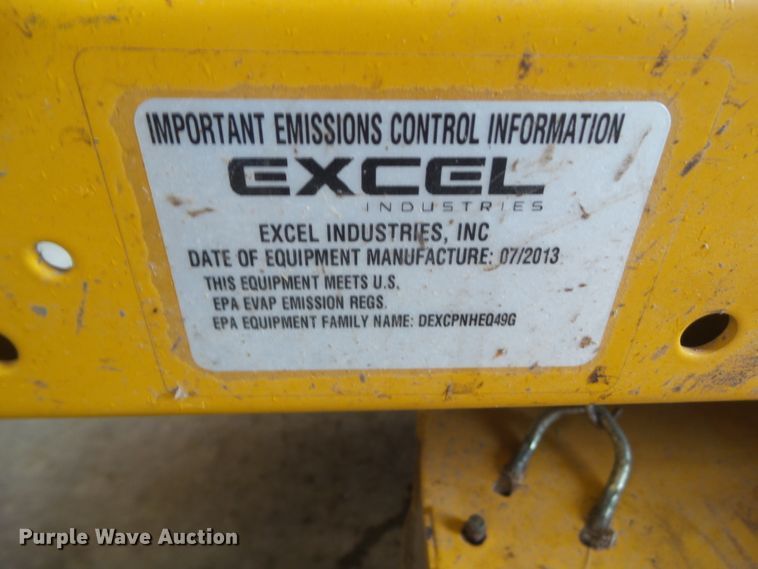 IMPORTANT EMISSIONS CONTROL INFORMATION
EXCEL
INDUSTRIES
EXCEL INDUSTRIES, INC
DATE OF EQUIPMENT MANUFACTURE: 07/2013
THIS EQUIPMENT MEETS U.S.
EPA EVAP EMISSION REGS.
EPA EQUIPMENT FAMILY NAME: DEXCPNHEQ49G
Purple Wave Auction